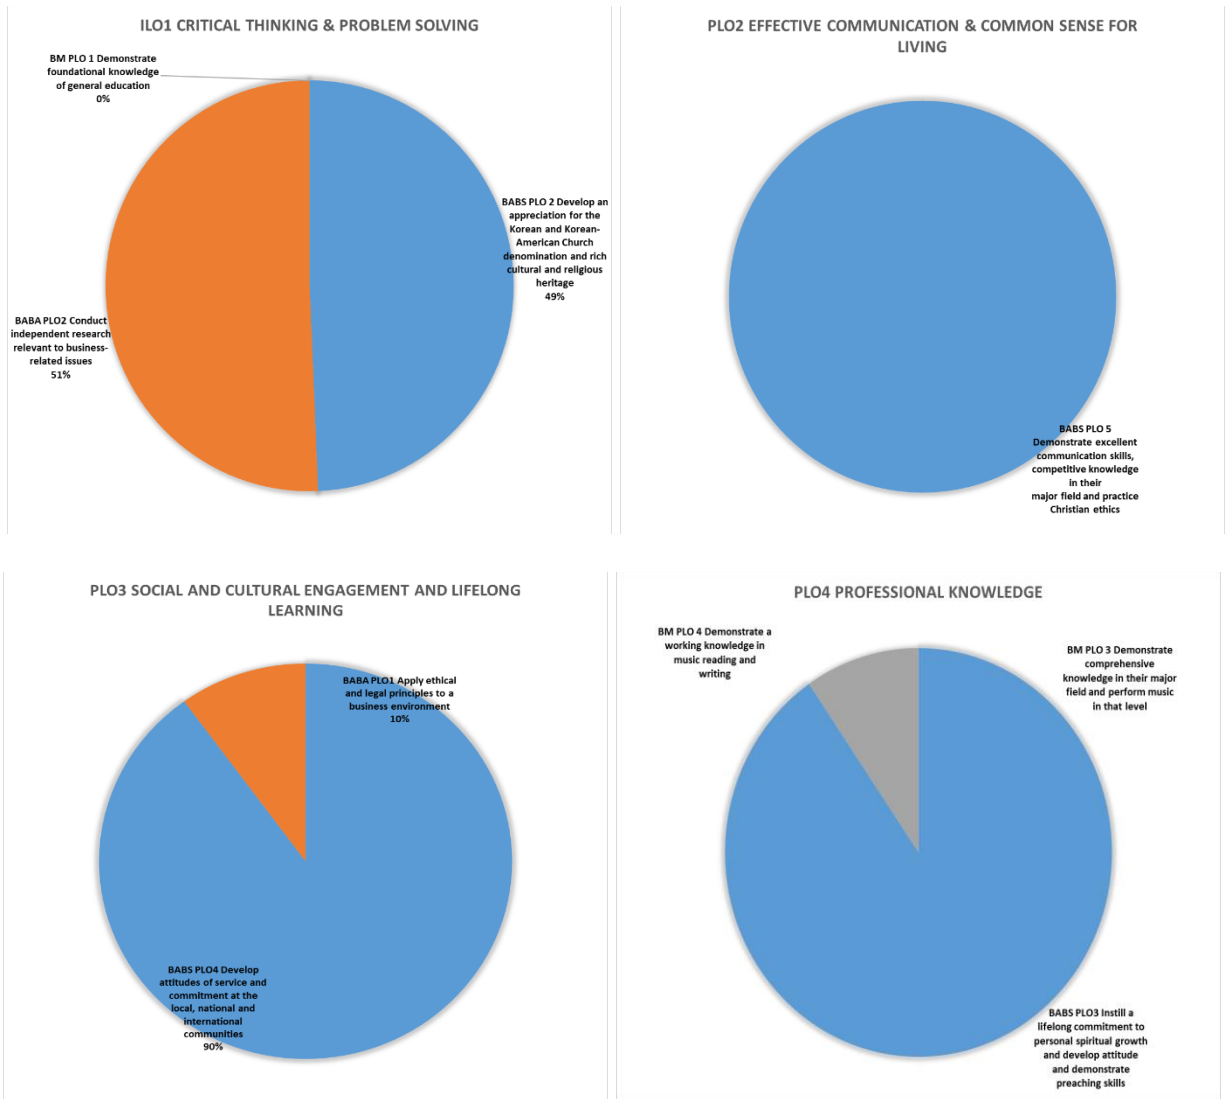 ILO1 CRITICAL THINKING & PROBLEM SOLVING
BM PLO 1 Demonstrate
foundational knowledge
of general education
0%
BABS PLO 2 Develop an
appreciation for the
Korean and Korean-
American Church
denomination and rich
cultural and religious
heritage
49%
BABA PLO2 Conduct
independent research
relevant to business-
related issues
51%
PLO2 EFFECTIVE COMMUNICATION & COMMON SENSE FOR
LIVING
BABS PLO 5
Demonstrate excellent
communication skills,
competitive knowledge
in their
major field and practice
Christian ethics
PLO3 SOCIAL AND CULTURAL ENGAGEMENT AND LIFELONG
LEARNING
BABA PLO1 Apply ethical
and legal principles to a
business environment
10%
BABS PLO4 Develop
attitudes of service and
commitment at the
local, national and
international
communities
90%
PLO4 PROFESSIONAL KNOWLEDGE
BM PLO 4 Demonstrate a
working knowledge in
music reading and
writing
BM PLO 3 Demonstrate
comprehensive
knowledge in their major
field and perform music
in that level
BABS PLO3 Instill a
lifelong commitment to
personal spiritual growth
and develop attitude
and demonstrate
preaching skills